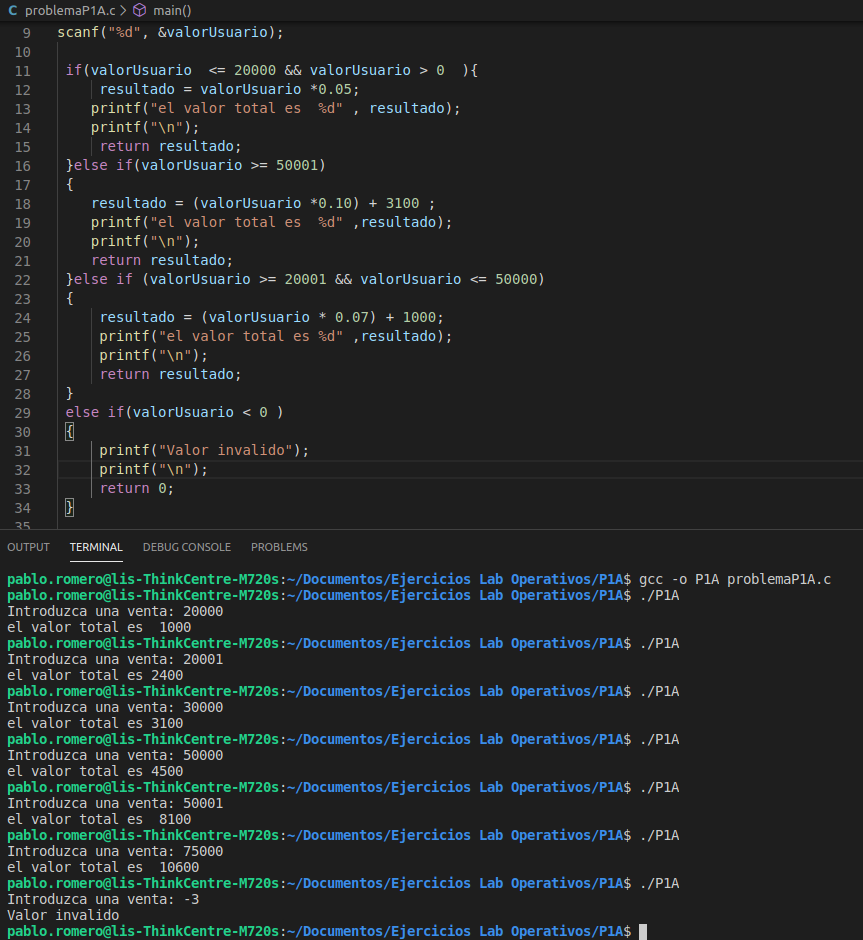 C problemaP1A.c > main()
9 scanf("%d", &valorUsuario);
10
11 if(valorUsuario  <= 20000 && valorUsuario > 0  ){
12 resultado = valorUsuario *0.05;
13 printf("el valor total es  %d" , resultado);
14 printf("\n");
15 return resultado;
16 }else if(valorUsuario >= 50001)
17 {
18 resultado = (valorUsuario *0.10) + 3100 ;
19 printf("el valor total es  %d" ,resultado);
20 printf("\n");
21 return resultado;
22 }else if (valorUsuario >= 20001 && valorUsuario <= 50000)
23 {
24 resultado = (valorUsuario * 0.07) + 1000;
25 printf("el valor total es %d" ,resultado);
26 printf("\n");
27 return resultado;
28 }
29 else if(valorUsuario < 0 )
30 {
31 printf("Valor invalido");
32 printf("\n");
33 return 0;
34 }
35
OUTPUT TERMINAL DEBUG CONSOLE PROBLEMS
pablo.romero@lis-ThinkCentre-M720s:~/Documentos/Ejercicios Lab Operativos/P1A$ gcc -o P1A problemaP1A.c
pablo.romero@lis-ThinkCentre-M720s:~/Documentos/Ejercicios Lab Operativos/P1A$ ./P1A
Introduzca una venta: 20000
el valor total es  1000
pablo.romero@lis-ThinkCentre-M720s:~/Documentos/Ejercicios Lab Operativos/P1A$ ./P1A
Introduzca una venta: 20001
el valor total es 2400
pablo.romero@lis-ThinkCentre-M720s:~/Documentos/Ejercicios Lab Operativos/P1A$ ./P1A
Introduzca una venta: 30000
el valor total es 3100
pablo.romero@lis-ThinkCentre-M720s:~/Documentos/Ejercicios Lab Operativos/P1A$ ./P1A
Introduzca una venta: 50000
el valor total es 4500
pablo.romero@lis-ThinkCentre-M720s:~/Documentos/Ejercicios Lab Operativos/P1A$ ./P1A
Introduzca una venta: 50001
el valor total es  8100
pablo.romero@lis-ThinkCentre-M720s:~/Documentos/Ejercicios Lab Operativos/P1A$ ./P1A
Introduzca una venta: 75000
el valor total es  10600
pablo.romero@lis-ThinkCentre-M720s:~/Documentos/Ejercicios Lab Operativos/P1A$ ./P1A
Introduzca una venta: -3
Valor invalido
pablo.romero@lis-ThinkCentre-M720s:~/Documentos/Ejercicios Lab Operativos/P1A$